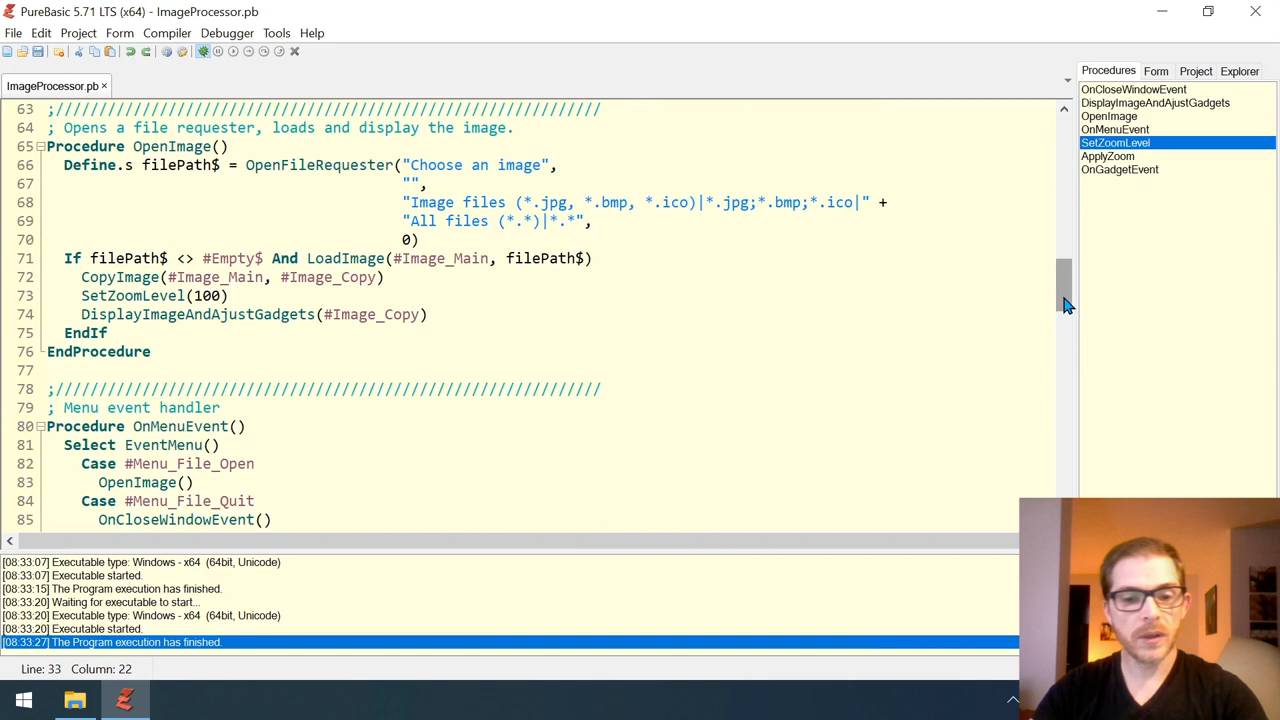 PureBasic 5.71 LTS (x64) - ImageProcessor.pb
File Edit Project Form Compiler Debugger Tools Help
ImageProcessor.pb ×
Procedures Form Project Explorer
OnCloseWindowEvent
DisplayImageAndAjustGadgets
OpenImage
OnMenuEvent
SetZoomLevel
ApplyZoom
OnGadgetEvent
63 ;///////////////////////////////////////////////////////////////
64 ; Opens a file requester, loads and display the image.
65 Procedure OpenImage()
66 Define.s filePath$ = OpenFileRequester("Choose an image",
67 "",
68 "Image files (*.jpg, *.bmp, *.ico)|*.jpg;*.bmp;*.ico|" +
69 "All files (*.*)|*.*",
70 0)
71 If filePath$ <> #Empty$ And LoadImage(#Image_Main, filePath$)
72 CopyImage(#Image_Main, #Image_Copy)
73 SetZoomLevel(100)
74 DisplayImageAndAjustGadgets(#Image_Copy)
75 EndIf
76 EndProcedure
77
78 ;///////////////////////////////////////////////////////////////
79 ; Menu event handler
80 Procedure OnMenuEvent()
81 Select EventMenu()
82 Case #Menu_File_Open
83 OpenImage()
84 Case #Menu_File_Quit
85 OnCloseWindowEvent()
[08:33:07] Executable type: Windows - x64 (64bit, Unicode)
[08:33:07] Executable started.
[08:33:15] The Program execution has finished.
[08:33:20] Waiting for executable to start...
[08:33:20] Executable type: Windows - x64 (64bit, Unicode)
[08:33:20] Executable started.
[08:33:27] The Program execution has finished.
Line: 33 Column: 22